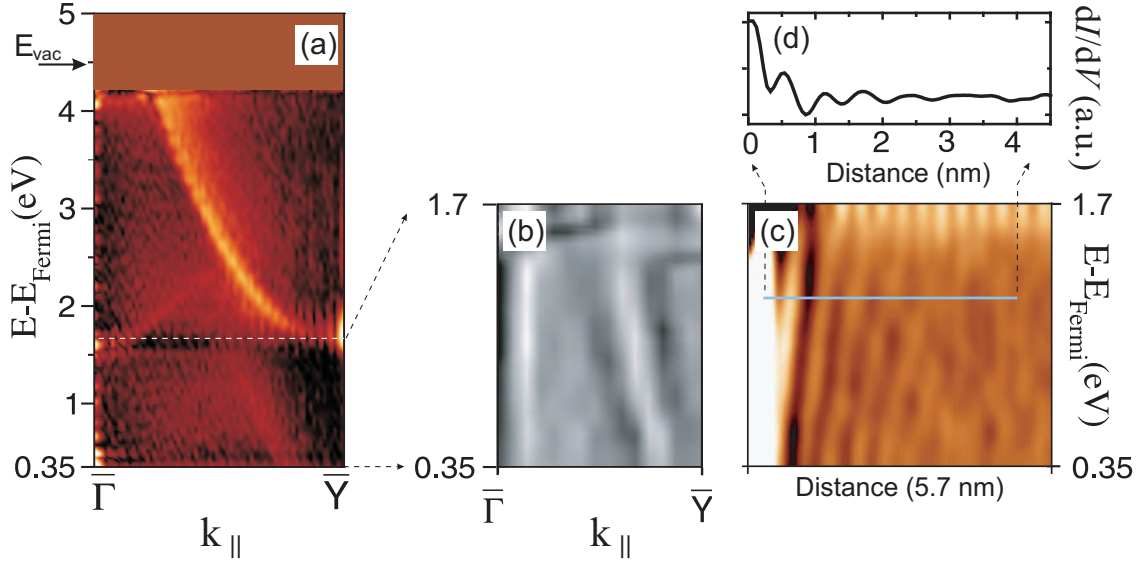 5
4
3
2
1
0.35
E_vac
E-E_Fermi(eV)
(a)
Γ̅
Y̅
k_||
1.7
0.35
(b)
Γ̅
Y̅
k_||
(d)
dI/dV (a.u.)
0 1 2 3 4
Distance (nm)
(c)
1.7
E-E_Fermi(eV)
0.35
Distance (5.7 nm)